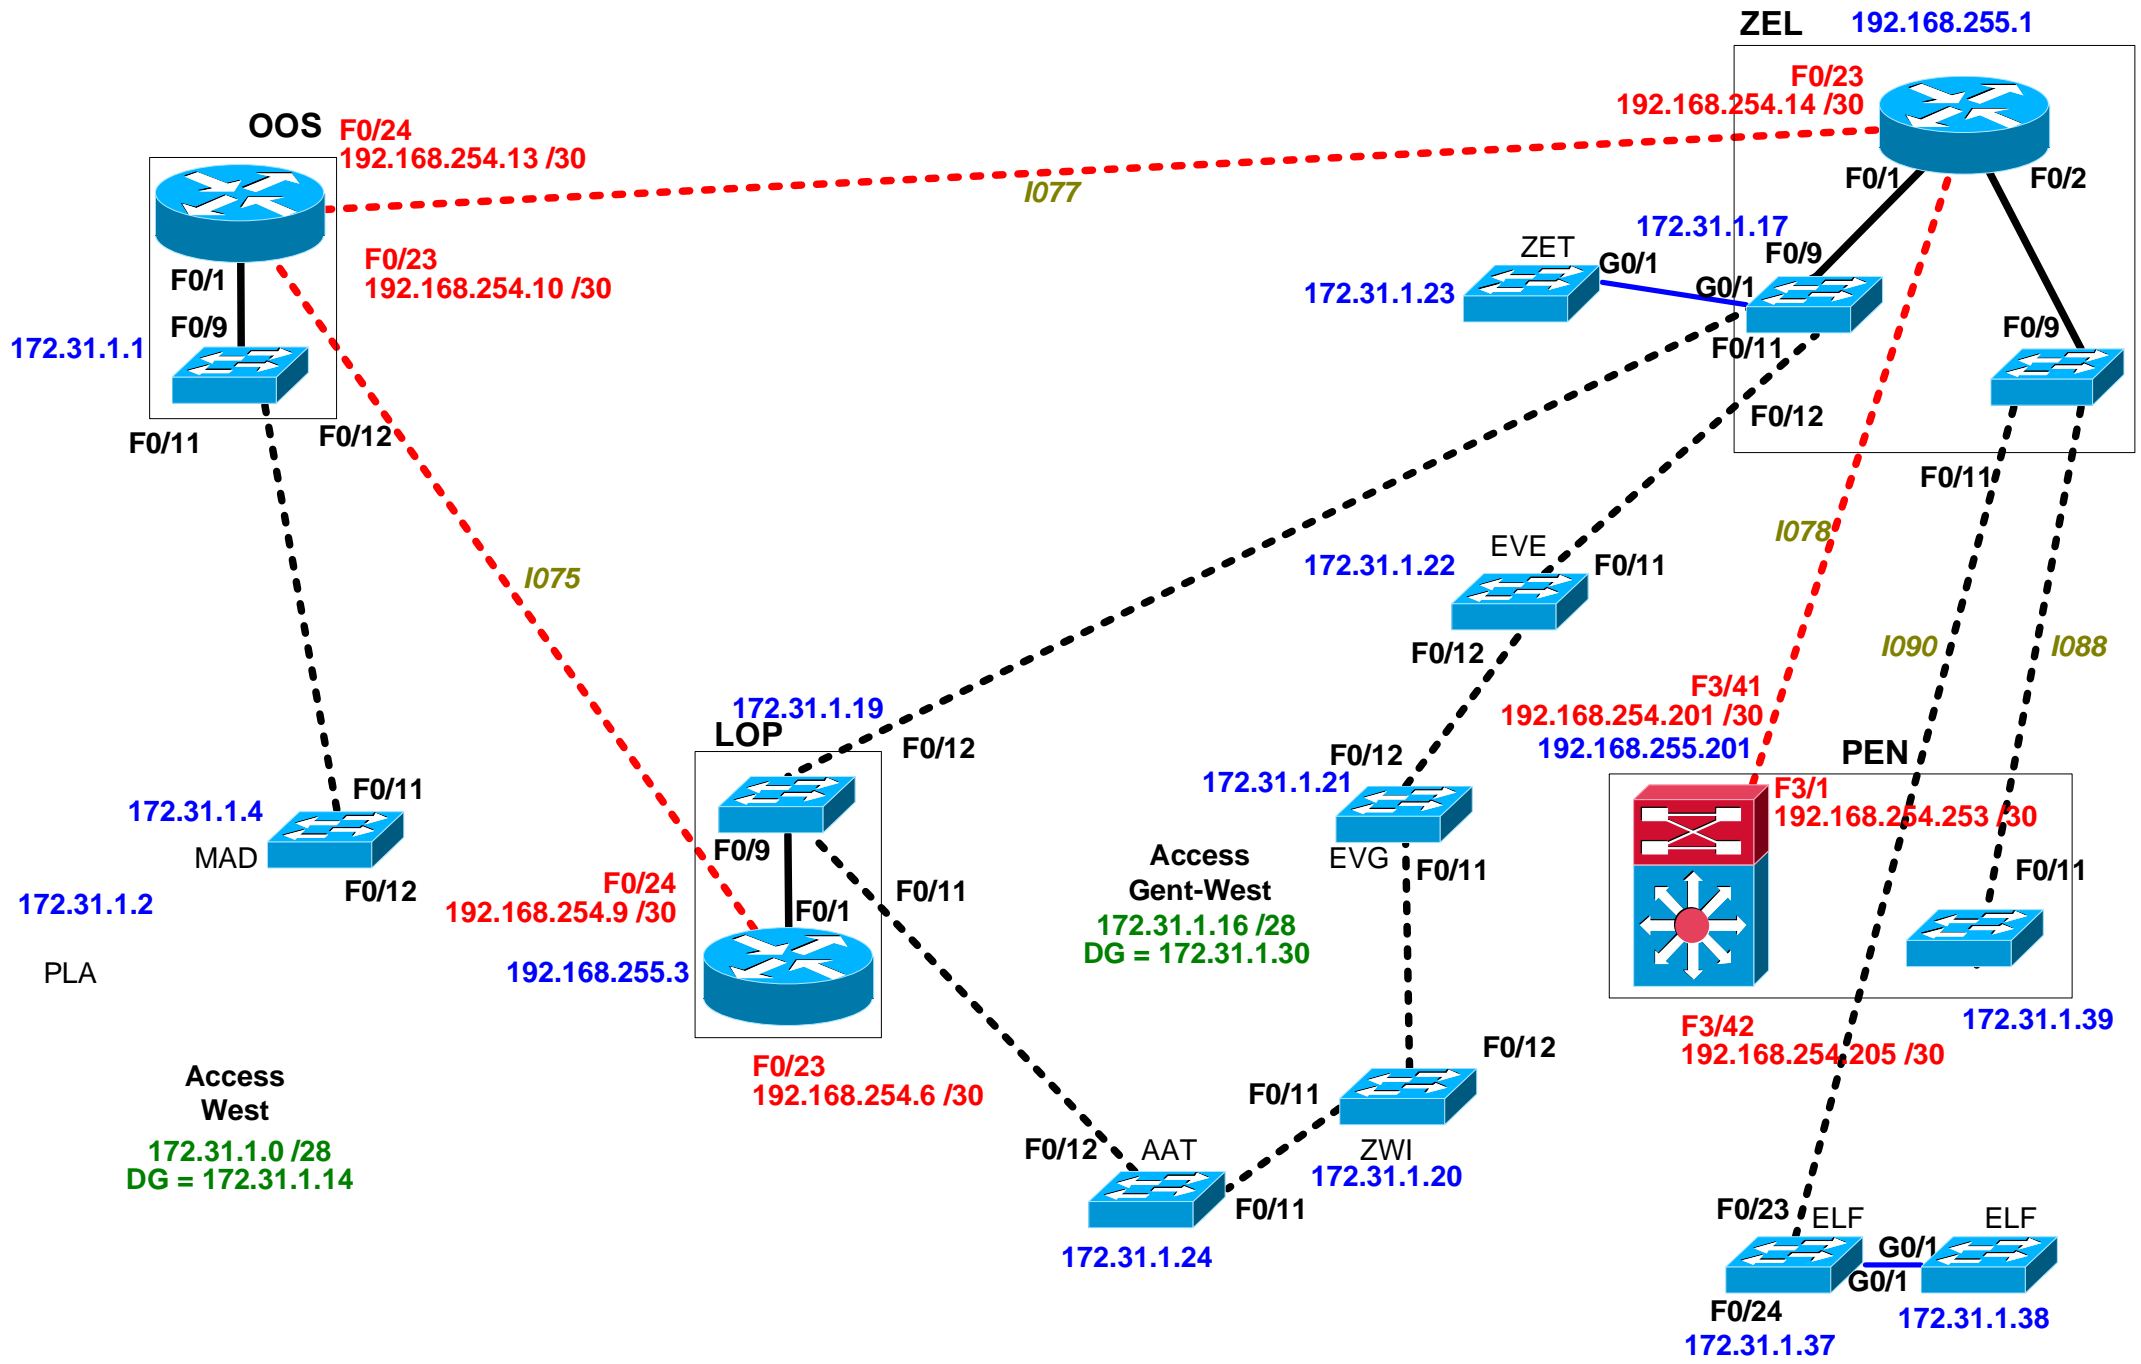 ZEL
192.168.255.1
F0/23
192.168.254.14 /30
OOS
F0/24
192.168.254.13 /30
I077
F0/1
F0/2
172.31.1.17
ZET
F0/9
G0/1
G0/1
172.31.1.23
F0/23
192.168.254.10 /30
F0/1
F0/9
172.31.1.1
F0/11
F0/9
F0/12
F0/11
F0/12
F0/11
I078
I075
EVE
172.31.1.22
F0/11
F0/12
I090
I088
F3/41
192.168.254.201 /30
192.168.255.201
PEN
172.31.1.19
LOP
F0/12
F0/12
172.31.1.21
F3/1
192.168.254.253 /30
F0/11
172.31.1.4
MAD
F0/12
F0/9
EVG
F0/11
Access
Gent-West
172.31.1.16 /28
DG = 172.31.1.30
F0/11
F0/11
F0/24
192.168.254.9 /30
F0/1
172.31.1.2
PLA
192.168.255.3
172.31.1.39
F3/42
192.168.254.205 /30
F0/12
F0/23
192.168.254.6 /30
F0/11
Access
West
172.31.1.0 /28
DG = 172.31.1.14
F0/12
AAT
ZWI
172.31.1.20
F0/11
172.31.1.24
F0/23
ELF
ELF
G0/1
G0/1
F0/24
172.31.1.37
172.31.1.38